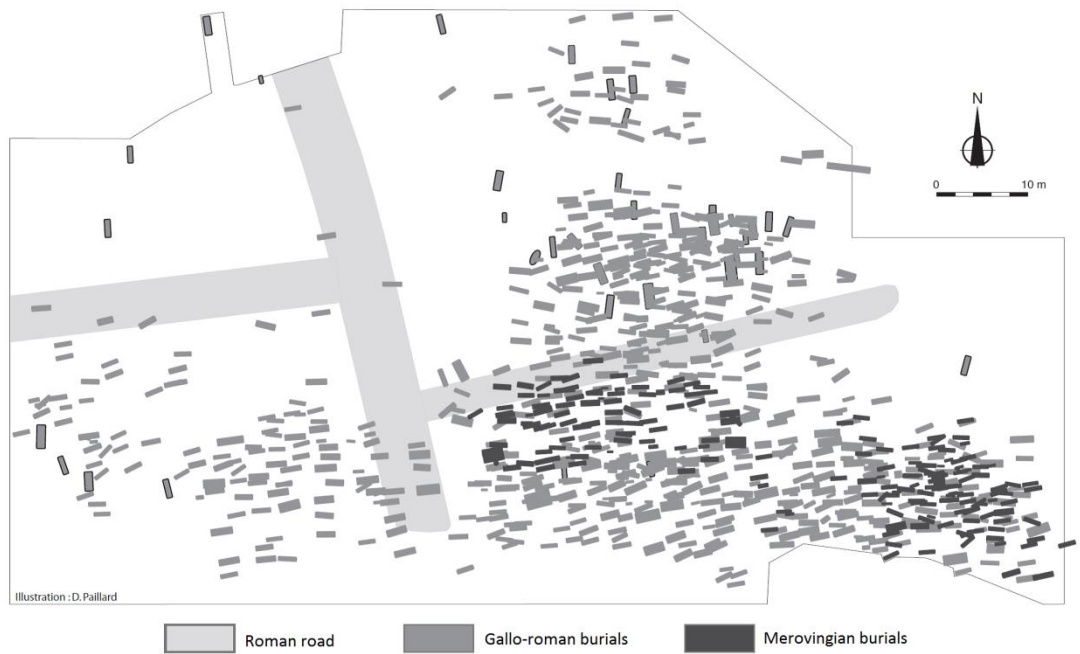 N
0 10 m
Illustration : D. Paillard
Roman road Gallo-roman burials Merovingian burials